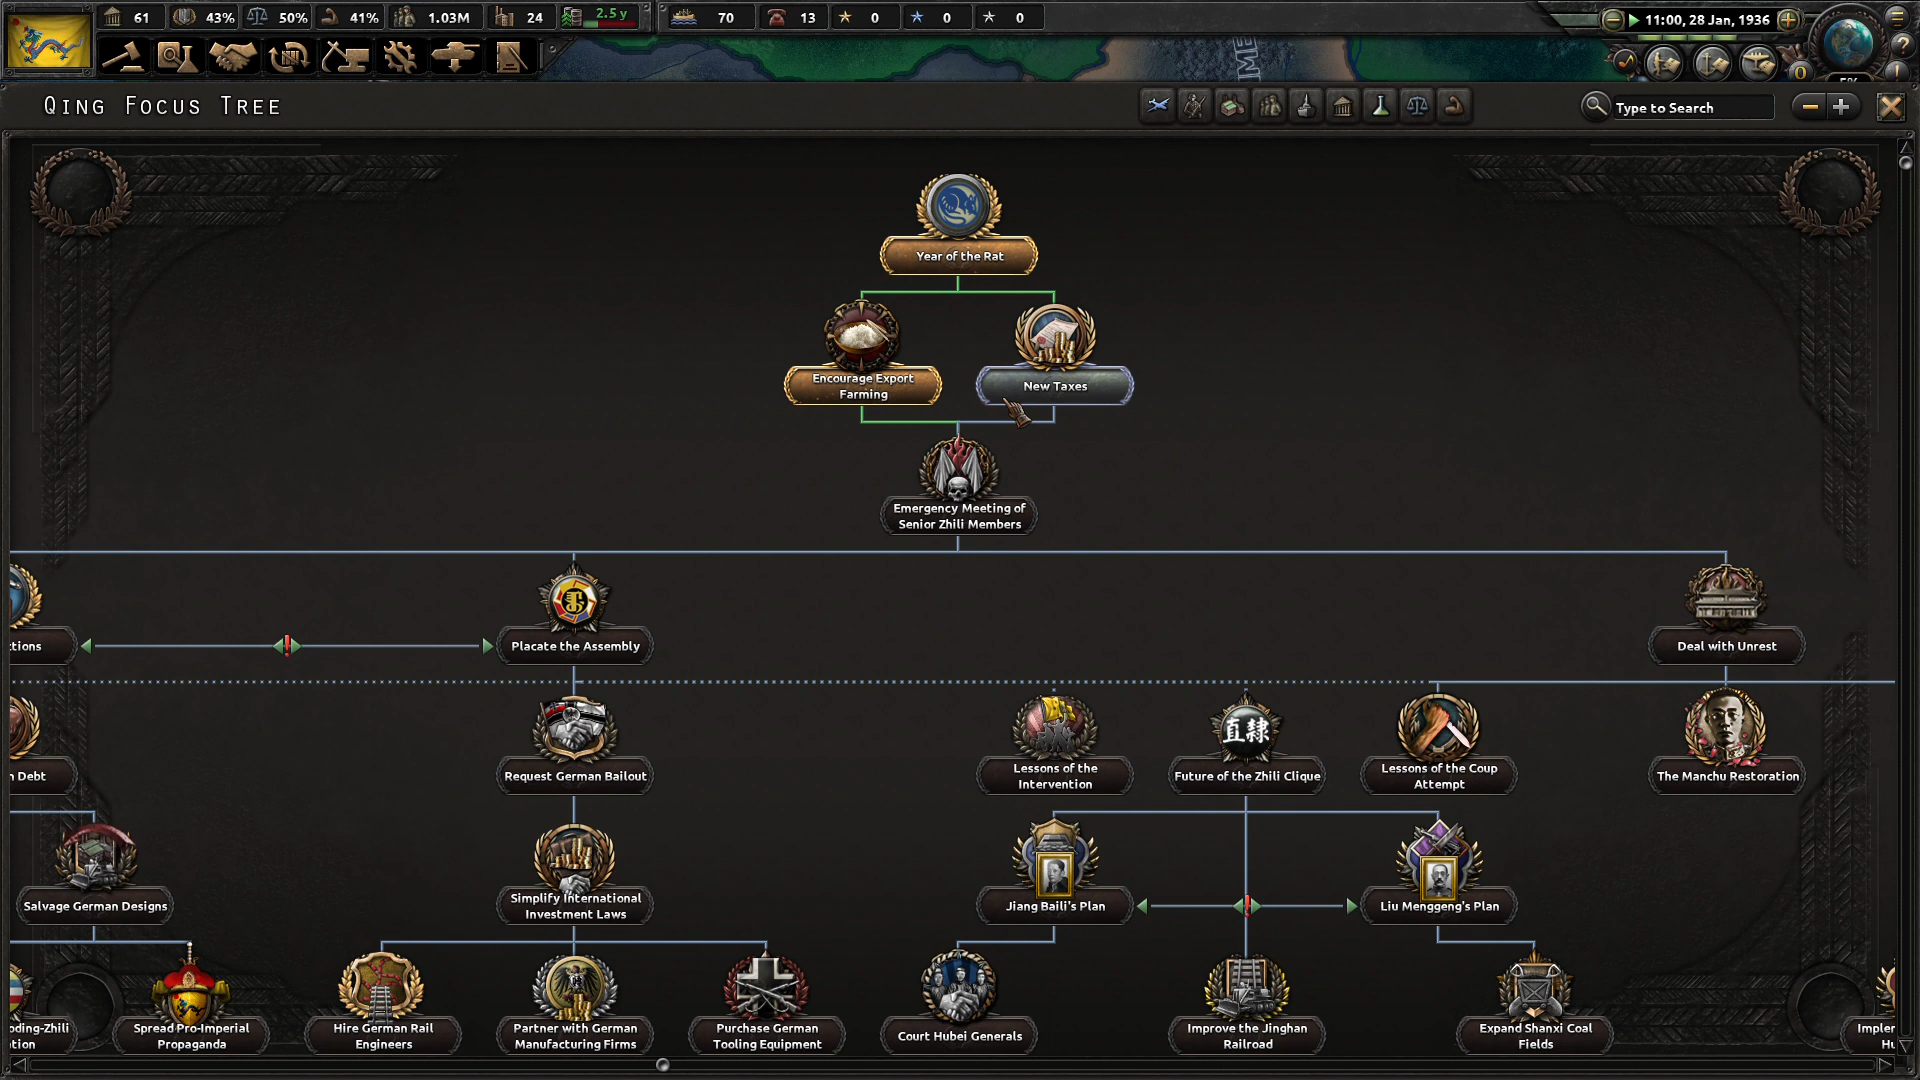 61
43%
50%
41%
1.03M
24
2.5 y
70
13
0
0
0
11:00, 28 Jan, 1936
0
5%
QING FOCUS TREE
Type to Search
Year of the Rat
Encourage Export
Farming
New Taxes
Emergency Meeting of
Senior Zhili Members
ctions
Placate the Assembly
Deal with Unrest
直隸
n Debt
Request German Bailout
Lessons of the
Intervention
Future of the Zhili Clique
Lessons of the Coup
Attempt
The Manchu Restoration
Salvage German Designs
Simplify International
Investment Laws
Jiang Baili's Plan
Liu Menggeng's Plan
oding-Zhili
tion
Spread Pro-Imperial
Propaganda
Hire German Rail
Engineers
Partner with German
Manufacturing Firms
Purchase German
Tooling Equipment
Court Hubei Generals
Improve the Jinghan
Railroad
Expand Shanxi Coal
Fields
Impler
Hu